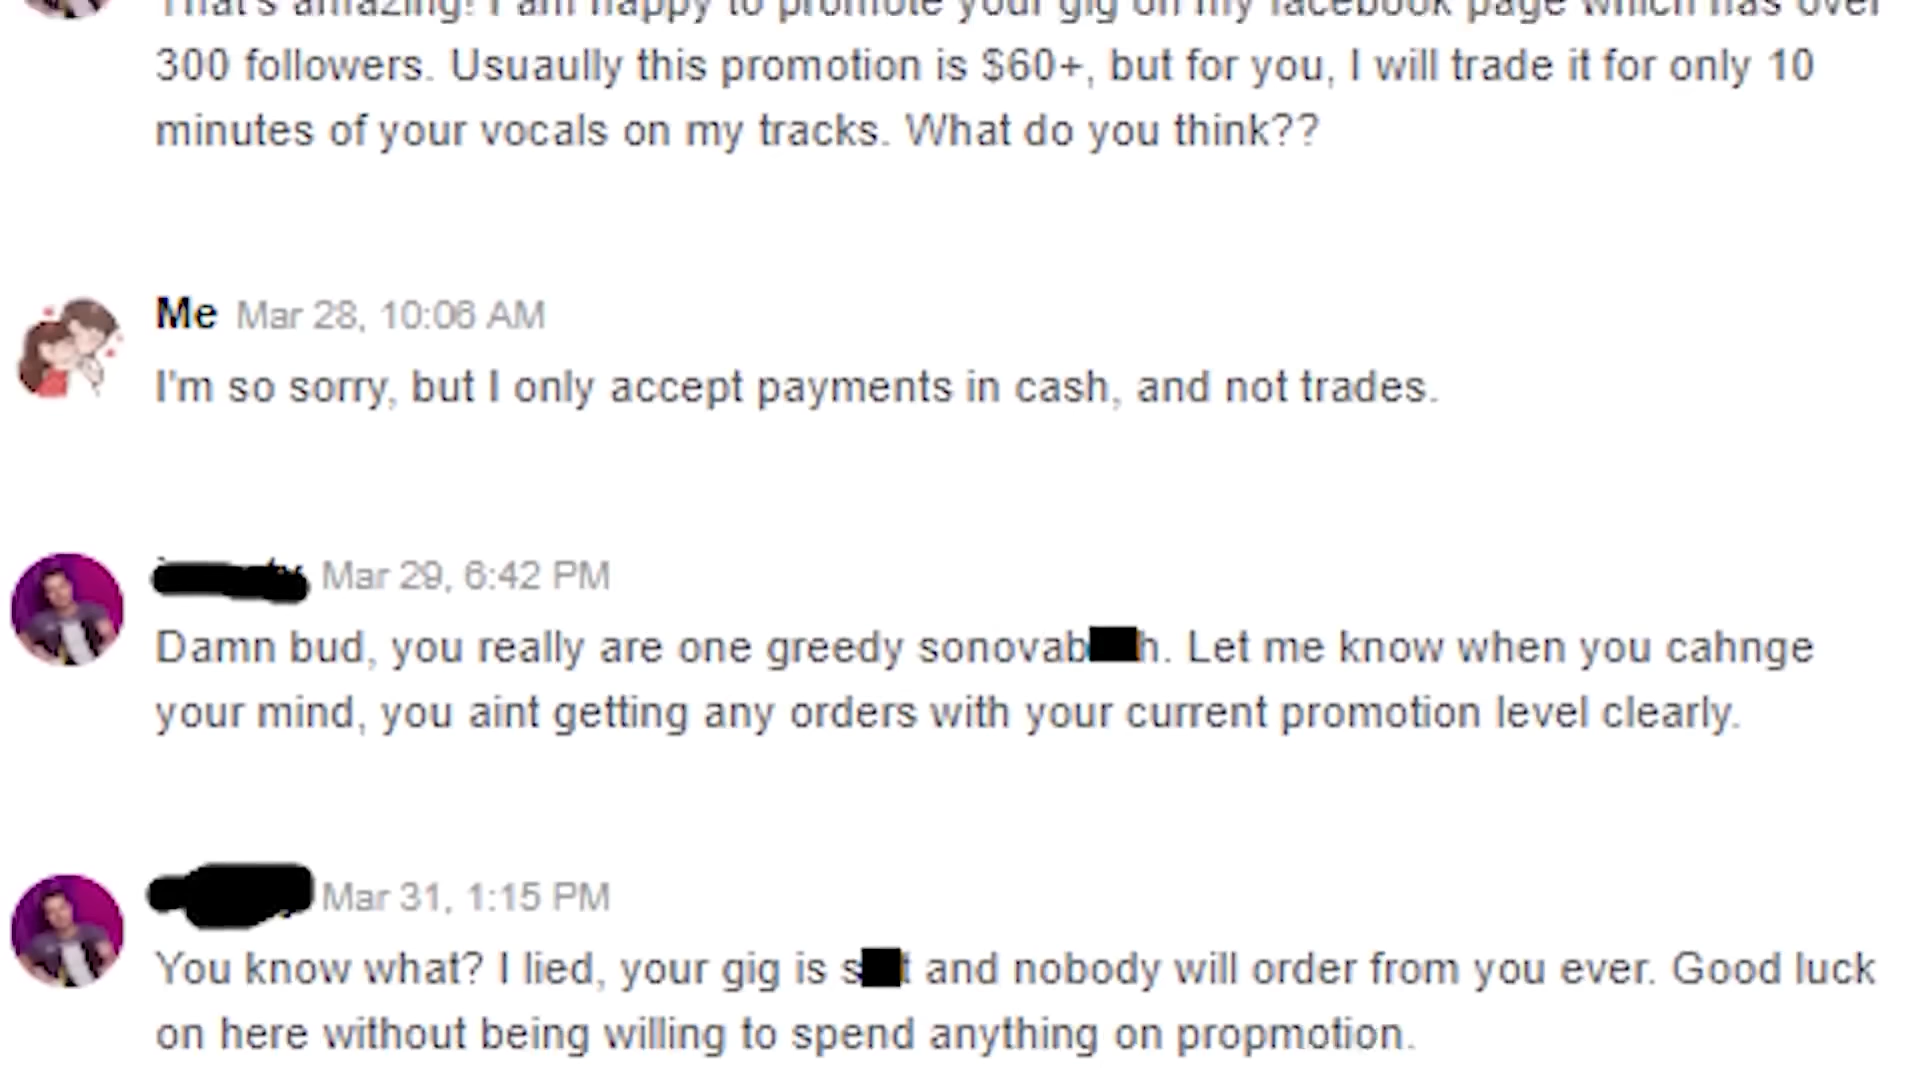 That's amazing! I am happy to promote your gig on my facebook page which has over
300 followers. Usuaully this promotion is $60+, but for you, I will trade it for only 10
minutes of your vocals on my tracks. What do you think??
Me Mar 28, 10:06 AM
I'm so sorry, but I only accept payments in cash, and not trades.
Mar 29, 6:42 PM
Damn bud, you really are one greedy sonovab h. Let me know when you cahnge
your mind, you aint getting any orders with your current promotion level clearly.
Mar 31, 1:15 PM
You know what? I lied, your gig is s t and nobody will order from you ever. Good luck
on here without being willing to spend anything on propmotion.